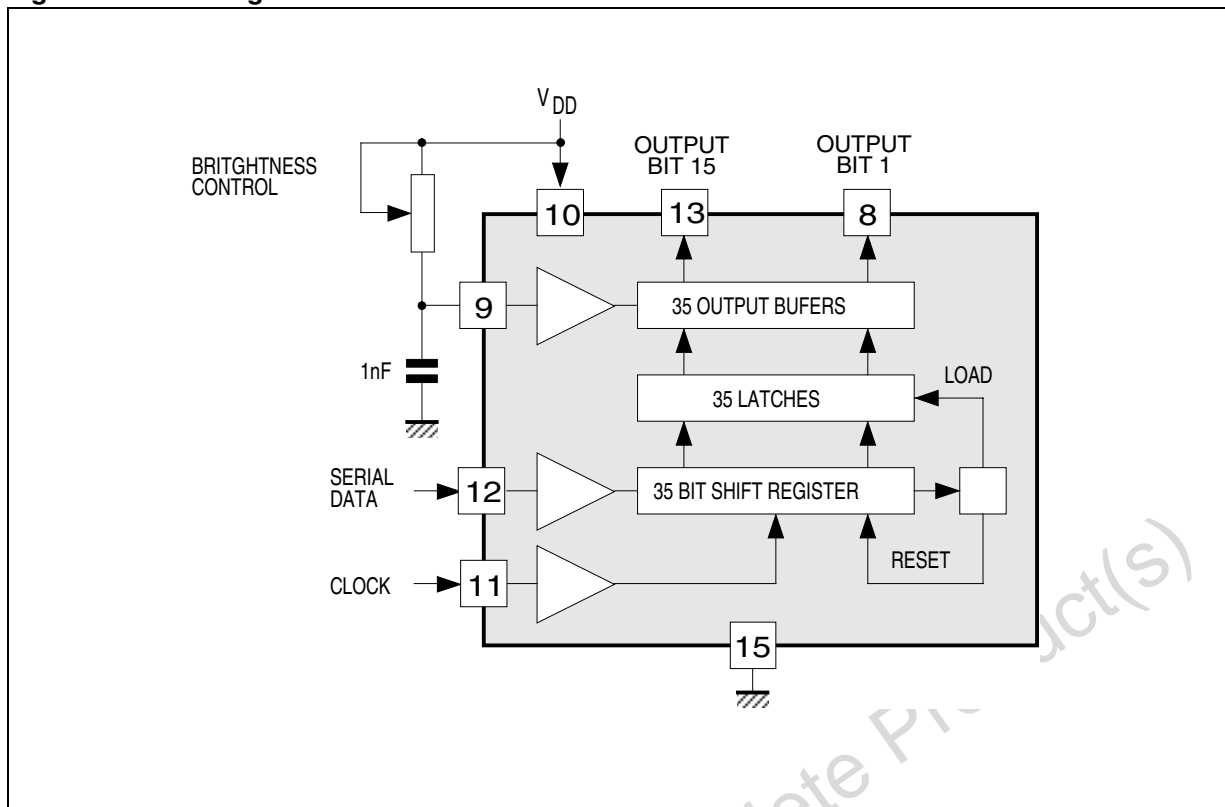 V DD
BRITGHTNESS
CONTROL
OUTPUT
BIT 15
OUTPUT
BIT 1
10
13
8
9
35 OUTPUT BUFERS
1nF
LOAD
35 LATCHES
SERIAL
DATA
12
35 BIT SHIFT REGISTER
RESET
CLOCK
11
15